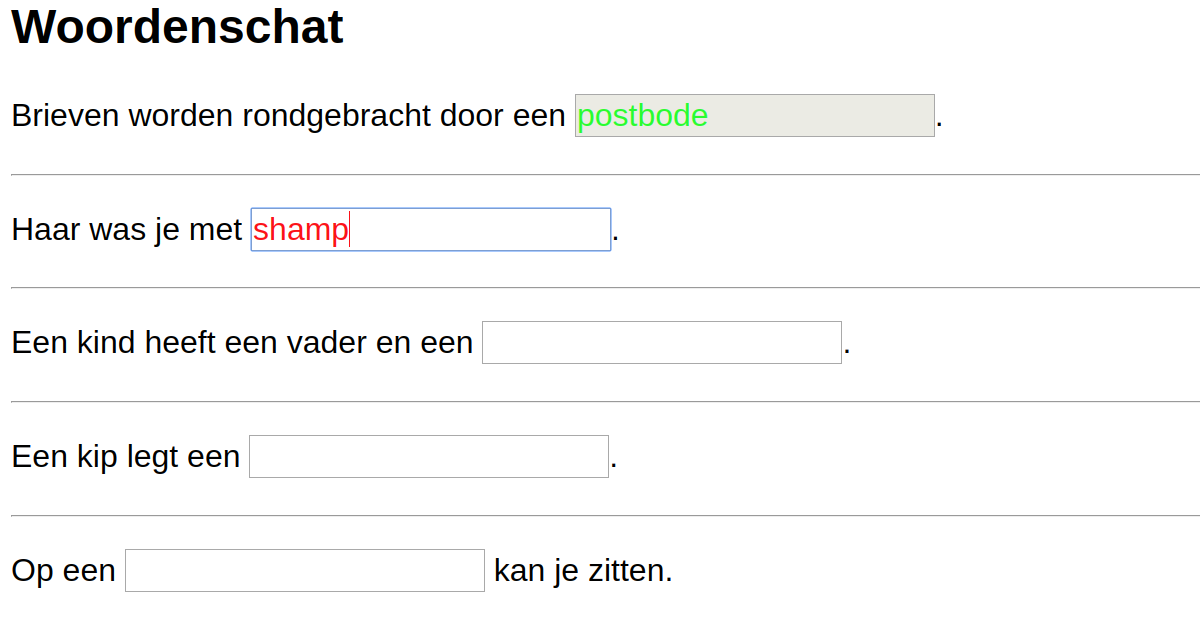 Woordenschat
Brieven worden rondgebracht door een postbode.
Haar was je met shamp.
Een kind heeft een vader en een .
Een kip legt een .
Op een kan je zitten.